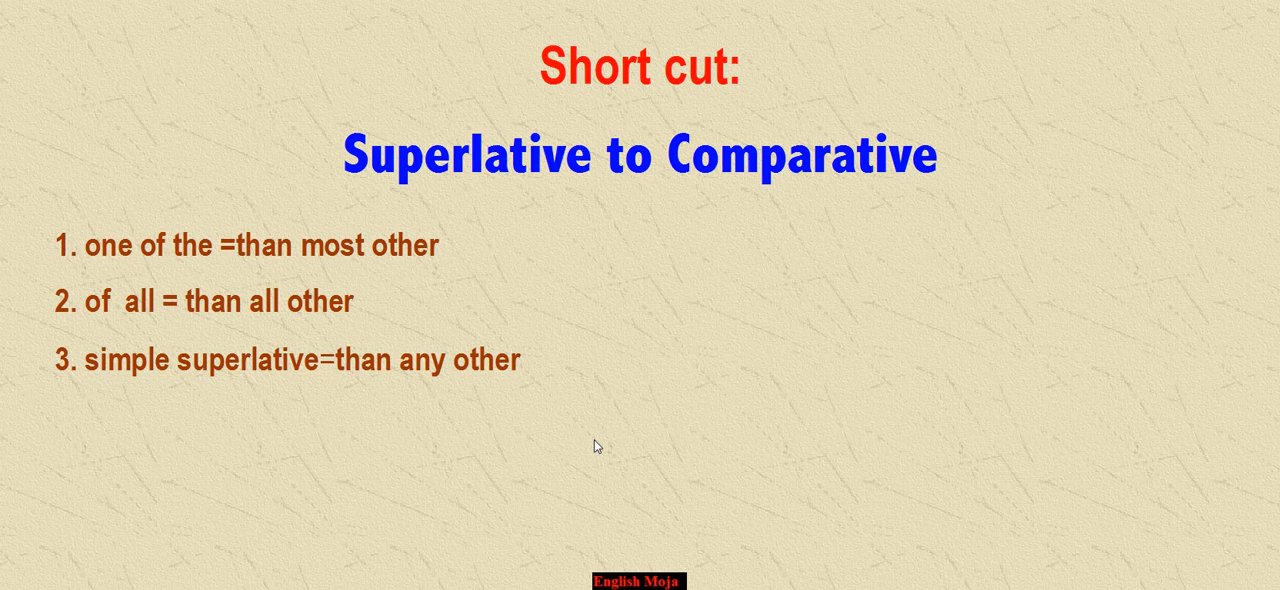 Short cut:
Superlative to Comparative
1. one of the =than most other
2. of  all = than all other
3. simple superlative=than any other
English Moja